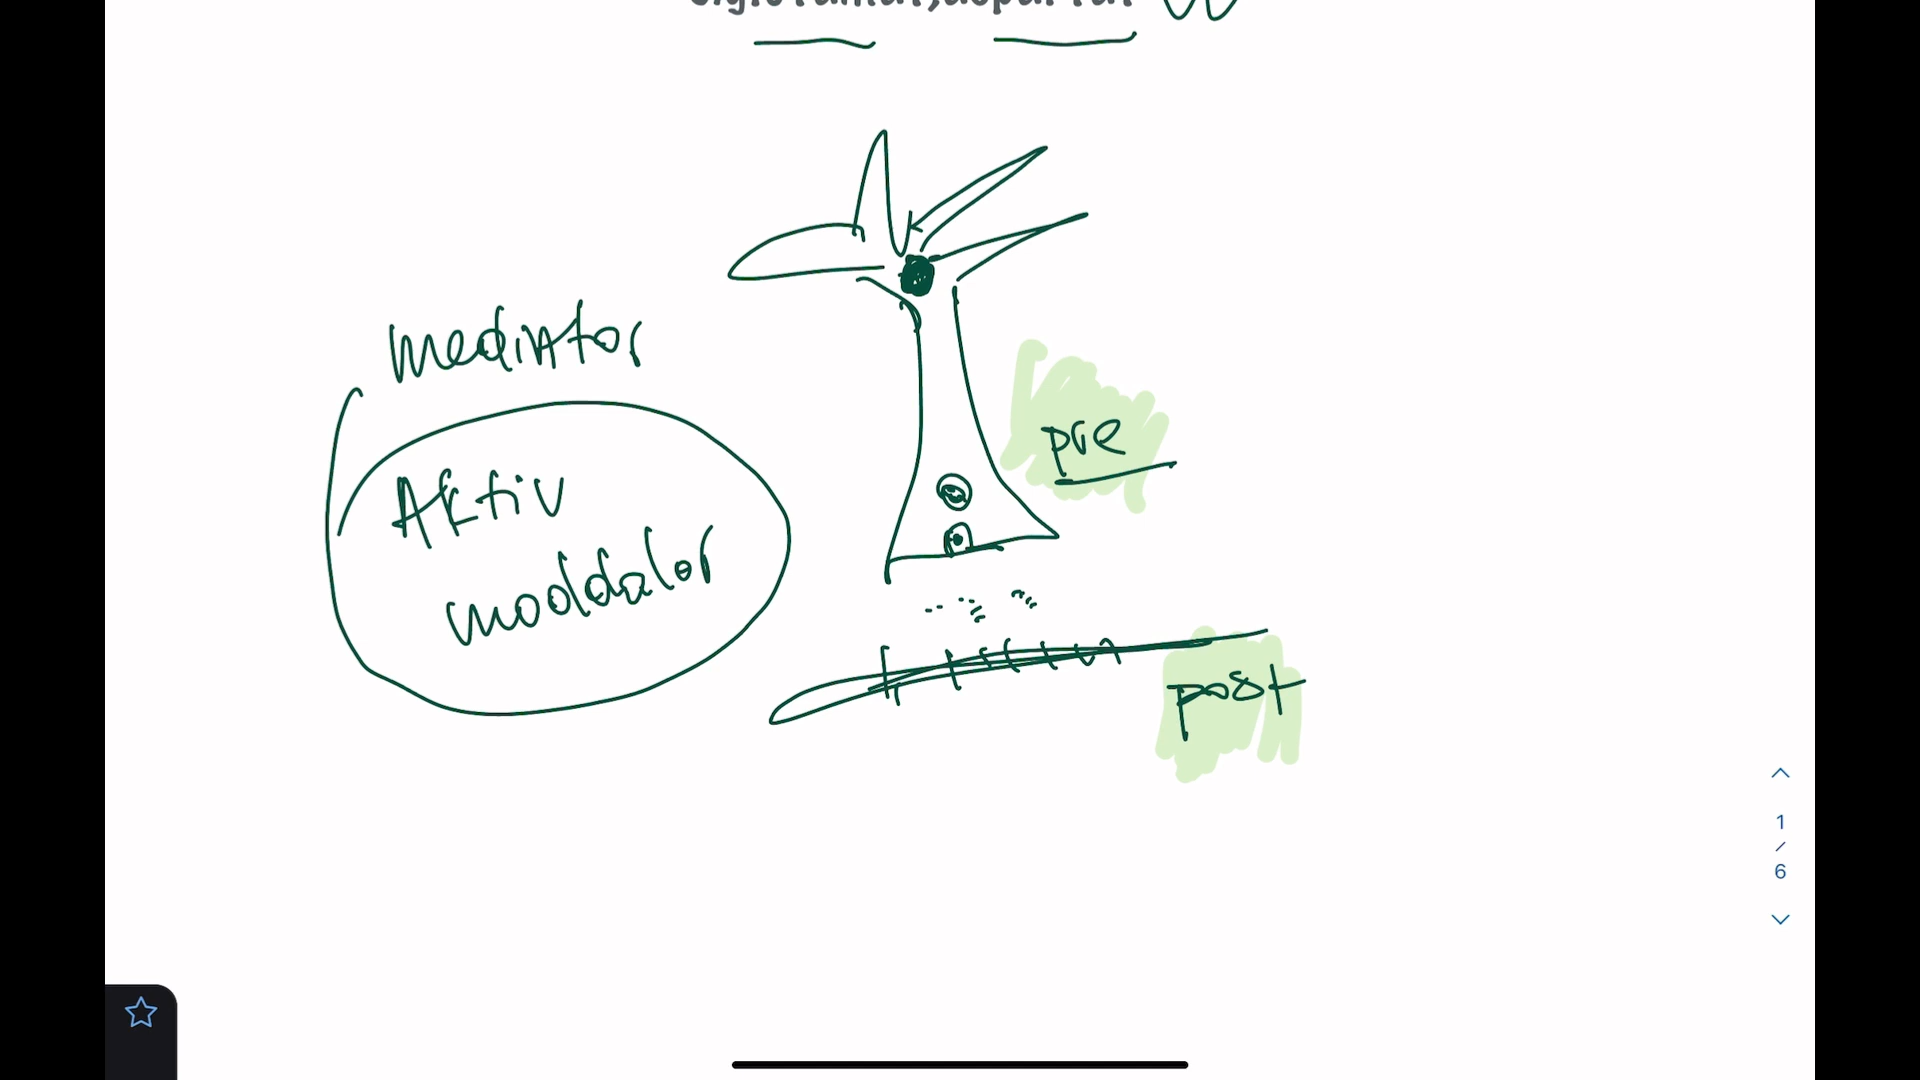 mediator
Aktiv
moddalar
pre
post
1
/
6